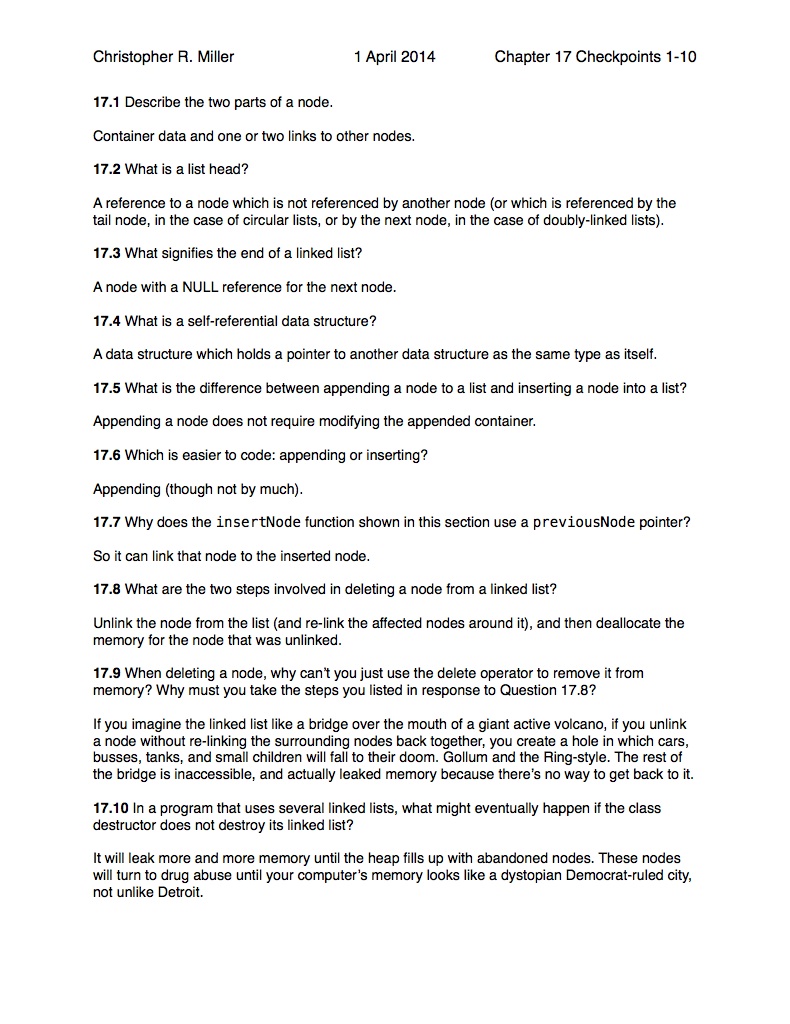 Christopher R. Miller 1 April 2014 Chapter 17 Checkpoints 1-10
17.1 Describe the two parts of a node.
Container data and one or two links to other nodes.
17.2 What is a list head?
A reference to a node which is not referenced by another node (or which is referenced by the
tail node, in the case of circular lists, or by the next node, in the case of doubly-linked lists).
17.3 What signifies the end of a linked list?
A node with a NULL reference for the next node.
17.4 What is a self-referential data structure?
A data structure which holds a pointer to another data structure as the same type as itself.
17.5 What is the difference between appending a node to a list and inserting a node into a list?
Appending a node does not require modifying the appended container.
17.6 Which is easier to code: appending or inserting?
Appending (though not by much).
17.7 Why does the insertNode function shown in this section use a previousNode pointer?
So it can link that node to the inserted node.
17.8 What are the two steps involved in deleting a node from a linked list?
Unlink the node from the list (and re-link the affected nodes around it), and then deallocate the
memory for the node that was unlinked.
17.9 When deleting a node, why can't you just use the delete operator to remove it from
memory? Why must you take the steps you listed in response to Question 17.8?
If you imagine the linked list like a bridge over the mouth of a giant active volcano, if you unlink
a node without re-linking the surrounding nodes back together, you create a hole in which cars,
busses, tanks, and small children will fall to their doom. Gollum and the Ring-style. The rest of
the bridge is inaccessible, and actually leaked memory because there's no way to get back to it.
17.10 In a program that uses several linked lists, what might eventually happen if the class
destructor does not destroy its linked list?
It will leak more and more memory until the heap fills up with abandoned nodes. These nodes
will turn to drug abuse until your computer's memory looks like a dystopian Democrat-ruled city,
not unlike Detroit.